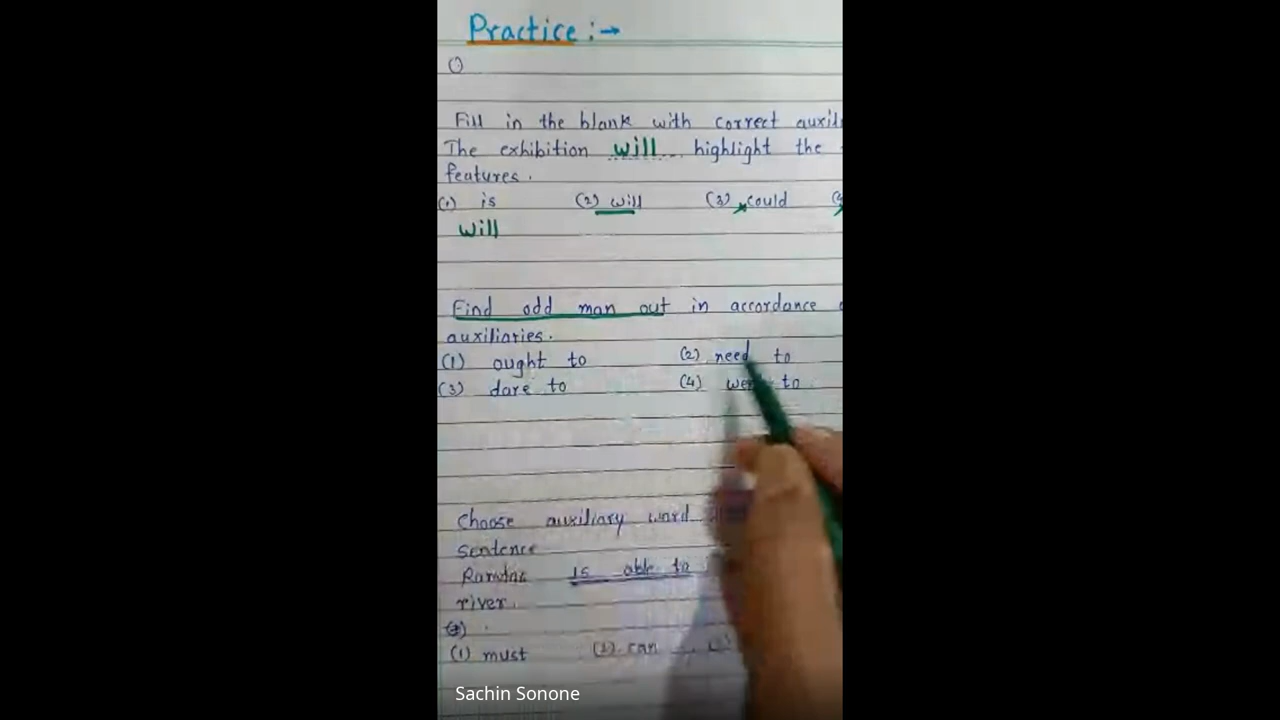 Practice :→
Fill in the blank with correct
The exhibition will highlight the
features.
(1) is (2) will (3) could
will
Find odd man out in accordance
auxiliaries.
(1) ought to (2) need to
(3) dare to (4) to
Choose auxiliary word
Sentence
is able to
river.
(1) must (2) can
Sachin Sonone